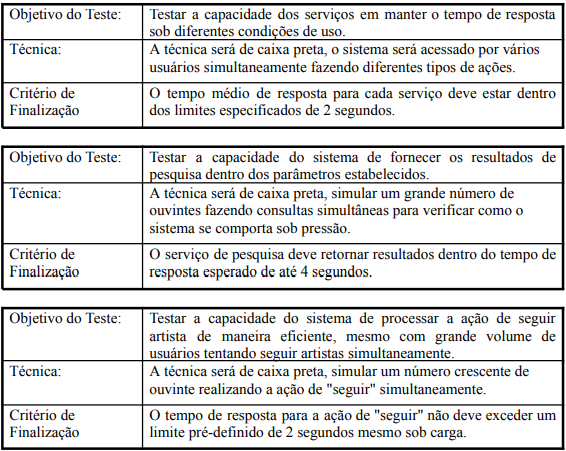 Objetivo do Teste: Testar a capacidade dos serviços em manter o tempo de resposta
sob diferentes condições de uso.
Técnica: A técnica será de caixa preta, o sistema será acessado por vários
usuários simultaneamente fazendo diferentes tipos de ações.
Critério de O tempo médio de resposta para cada serviço deve estar dentro
Finalização dos limites especificados de 2 segundos.
Objetivo do Teste: Testar a capacidade do sistema de fornecer os resultados de
pesquisa dentro dos parâmetros estabelecidos.
Técnica: A técnica será de caixa preta, simular um grande número de
ouvintes fazendo consultas simultâneas para verificar como o
sistema se comporta sob pressão.
Critério de O serviço de pesquisa deve retornar resultados dentro do tempo de
Finalização resposta esperado de até 4 segundos.
Objetivo do Teste: Testar a capacidade do sistema de processar a ação de seguir
artista de maneira eficiente, mesmo com grande volume de
usuários tentando seguir artistas simultaneamente.
Técnica: A técnica será de caixa preta, simular um número crescente de
ouvinte realizando a ação de "seguir" simultaneamente.
Critério de O tempo de resposta para a ação de "seguir" não deve exceder um
Finalização limite pré-definido de 2 segundos mesmo sob carga.